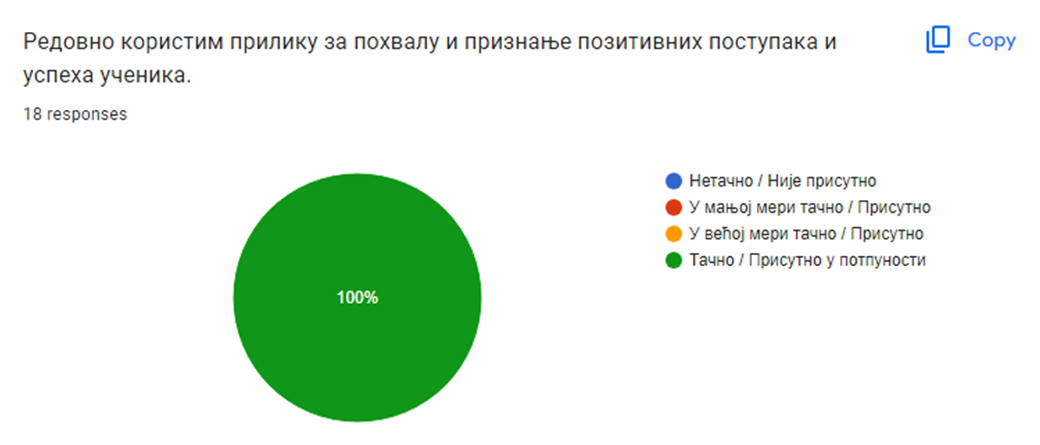 Редовно користим прилику за похвалу и признање позитивних поступака и
успеха ученика.
Copy
18 responses
100%
Нетачно / Није присутно
У мањој мери тачно / Присутно
У већој мери тачно / Присутно
Тачно / Присутно у потпуности